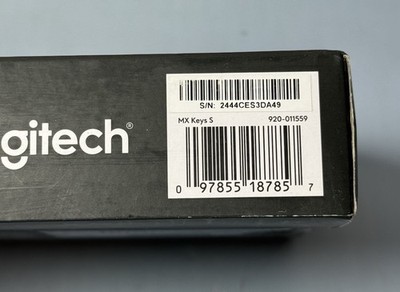 gitech®
S/N: 2444CES3DA49
MX Keys S 920-011559
0 97855 18785 7